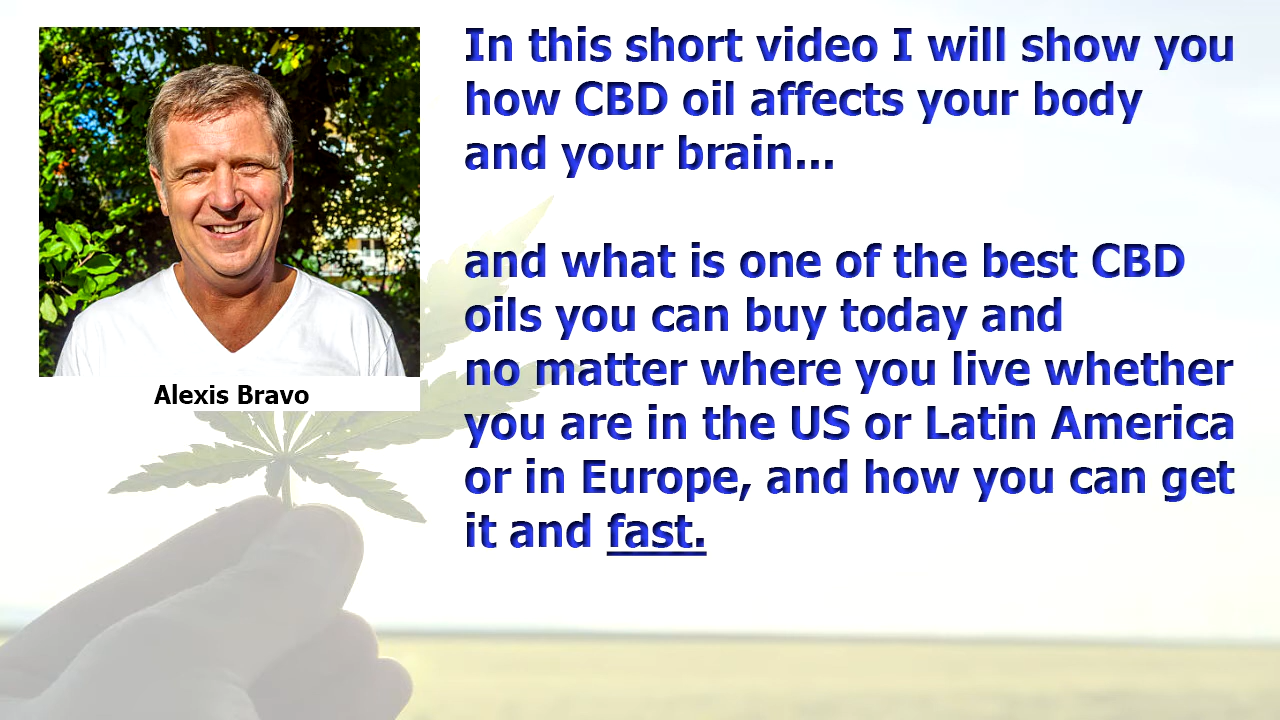 In this short video I will show you
how CBD oil affects your body
and your brain...
and what is one of the best CBD
oils you can buy today and
no matter where you live whether
you are in the US or Latin America
or in Europe, and how you can get
it and fast.
Alexis Bravo